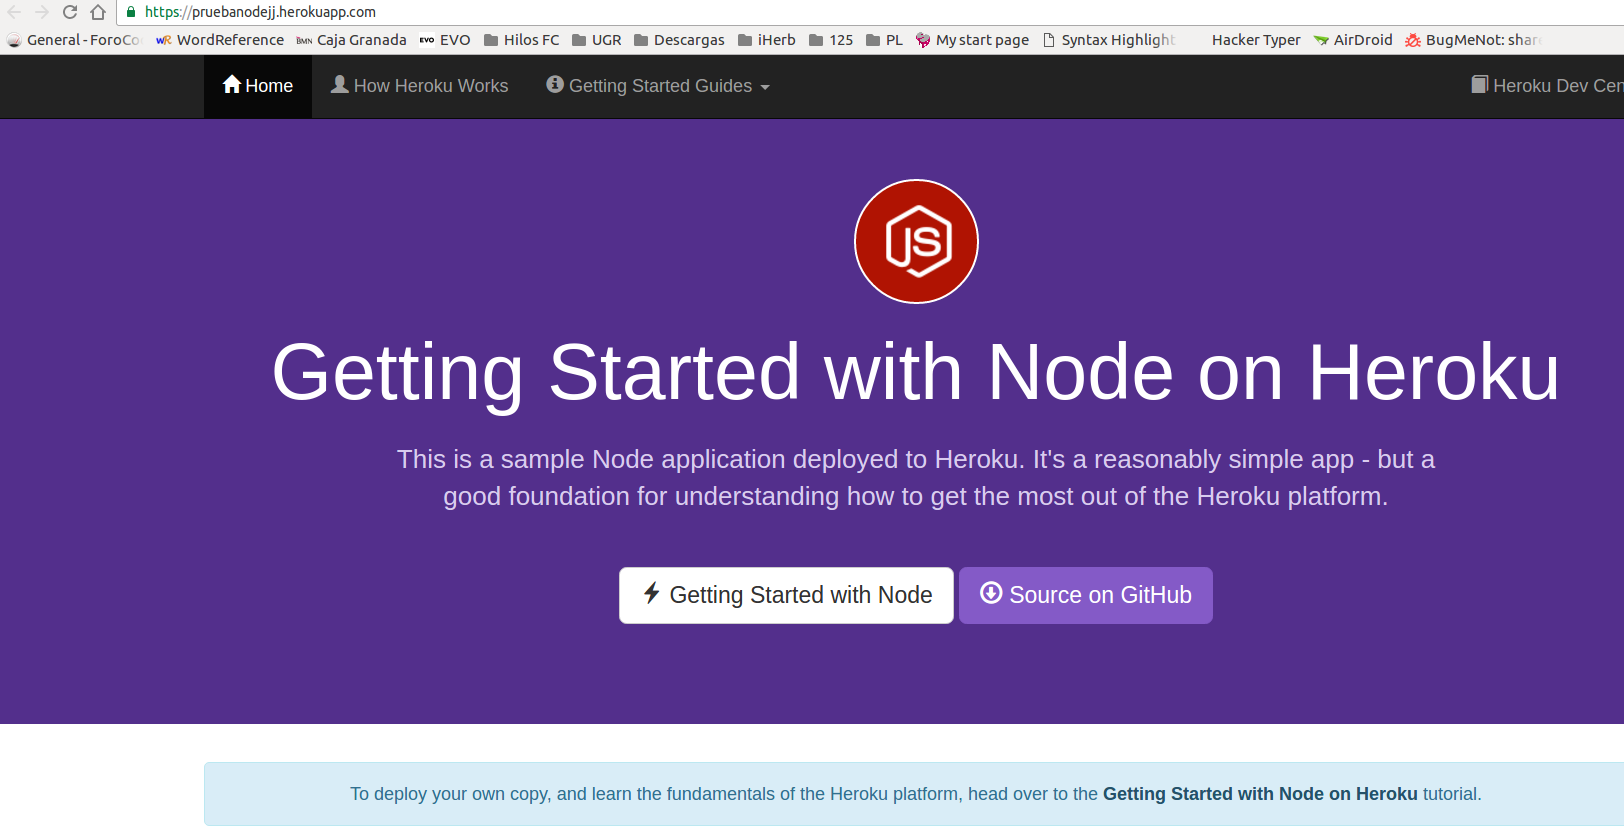 https://pruebanodejj.herokuapp.com
General - ForoCo WordReference Caja Granada EVO Hilos FC UGR Descargas iHerb 125 PL My start page Syntax Highlight Hacker Typer AirDroid BugMeNot: shar
Home How Heroku Works Getting Started Guides Heroku Dev Cen
JS
Getting Started with Node on Heroku
This is a sample Node application deployed to Heroku. It's a reasonably simple app - but a
good foundation for understanding how to get the most out of the Heroku platform.
Getting Started with Node Source on GitHub
To deploy your own copy, and learn the fundamentals of the Heroku platform, head over to the Getting Started with Node on Heroku tutorial.